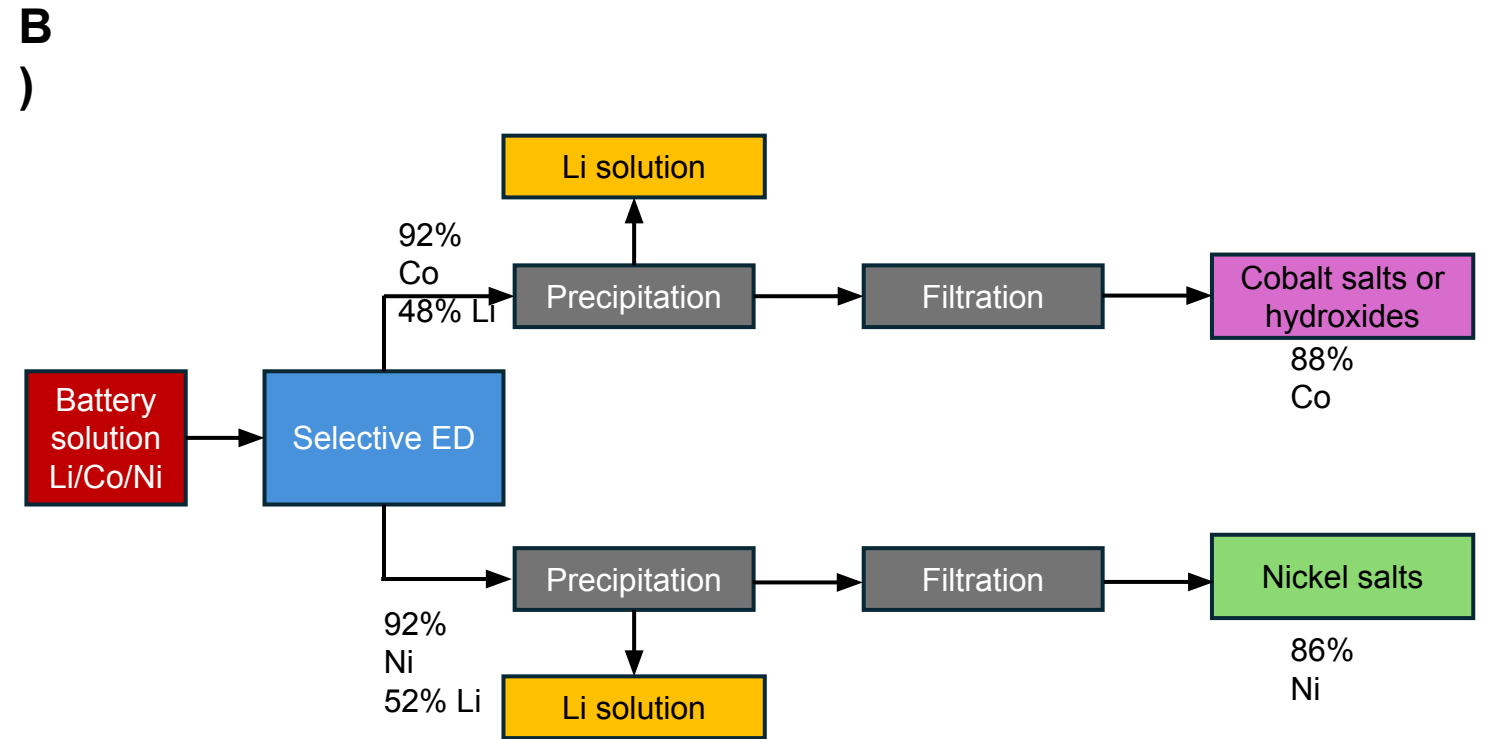 B
)
Li solution
92%
Co
48% Li
Precipitation
Filtration
Cobalt salts or
hydroxides
88%
Co
Battery
solution
Li/Co/Ni
Selective ED
Precipitation
Filtration
Nickel salts
92%
Ni
52% Li
Li solution
86%
Ni